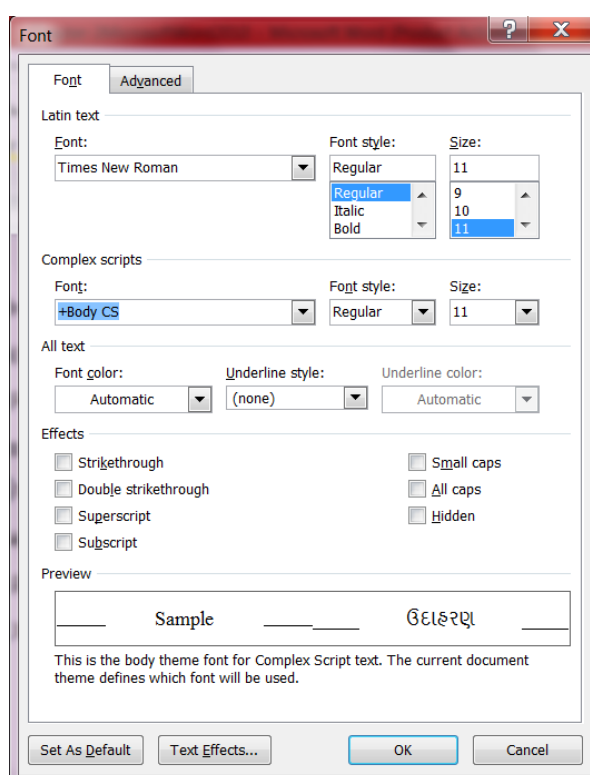 Font
Font Advanced
Latin text
Font: Font style: Size:
Times New Roman Regular 11
Regular 9
Italic 10
Bold 11
Complex scripts
Font: Font style: Size:
+Body CS Regular 11
All text
Font color: Underline style: Underline color:
Automatic (none) Automatic
Effects
Strikethrough Small caps
Double strikethrough All caps
Superscript Hidden
Subscript
Preview
Sample ઉદાહરણ
This is the body theme font for Complex Script text. The current document
theme defines which font will be used.
Set As Default Text Effects... OK Cancel